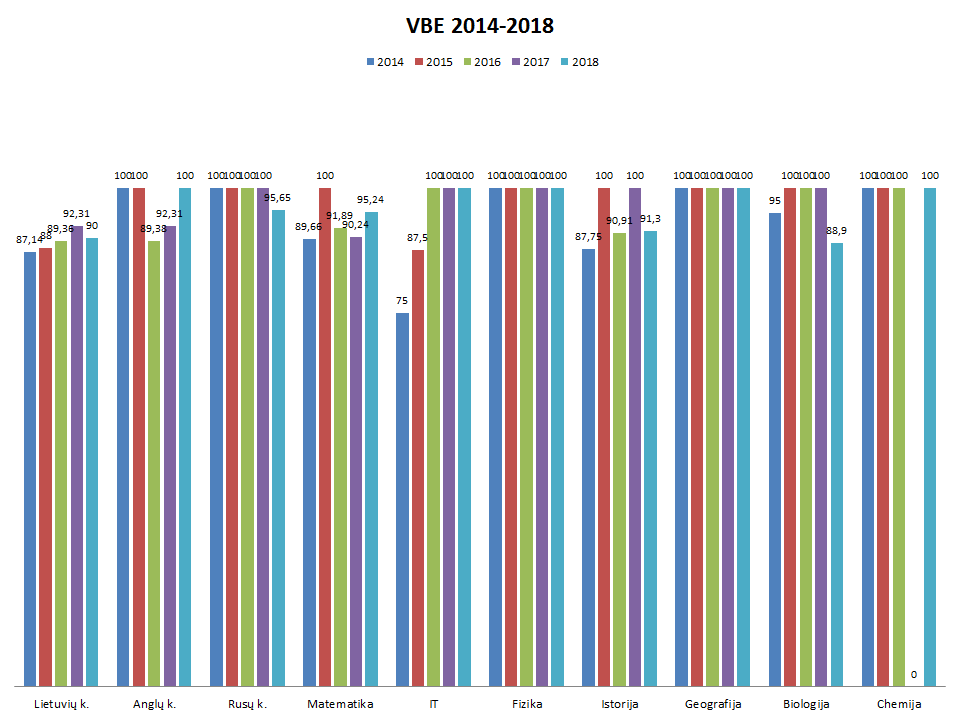 VBE 2014-2018
2014 2015 2016 2017 2018
87,14 88 89,36 92,31 90
100 100 89,38 92,31 100
100 100 100 100 95,65
89,66 100 91,89 90,24 95,24
75 87,5 100 100 100
100 100 100 100 100
87,75 100 90,91 100 91,3
100 100 100 100 100
95 100 100 100 88,9
100 100 100 0 100
Lietuvių k. Anglų k. Rusų k. Matematika IT Fizika Istorija Geografija Biologija Chemija